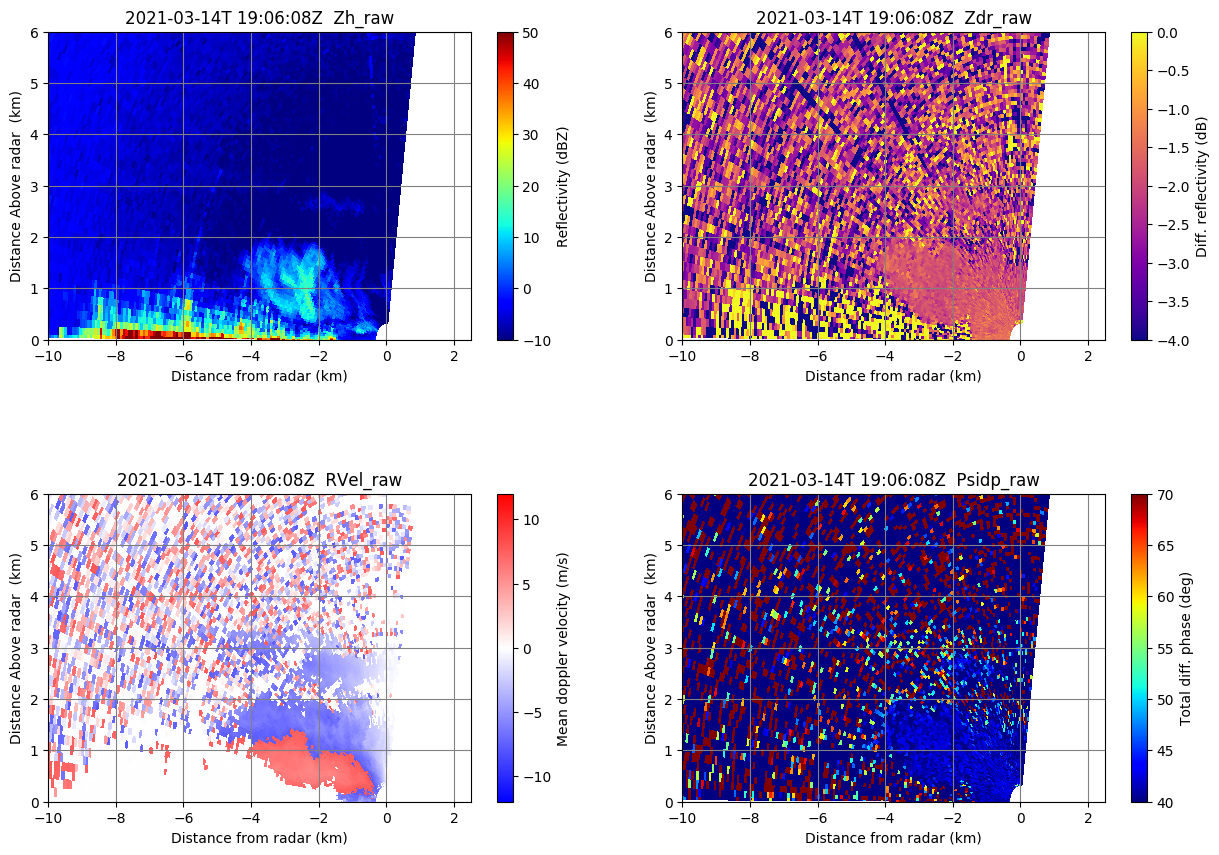 2021-03-14T 19:06:08Z  Zh_raw
6
5
4
3
2
1
0
Distance Above radar  (km)
−10 −8 −6 −4 −2 0 2
Distance from radar (km)
50
40
30
20
10
0
−10
Reflectivity (dBZ)
2021-03-14T 19:06:08Z  Zdr_raw
6
5
4
3
2
1
0
Distance Above radar  (km)
−10 −8 −6 −4 −2 0 2
Distance from radar (km)
0.0
−0.5
−1.0
−1.5
−2.0
−2.5
−3.0
−3.5
−4.0
Diff. reflectivity (dB)
2021-03-14T 19:06:08Z  RVel_raw
6
5
4
3
2
1
0
Distance Above radar  (km)
−10 −8 −6 −4 −2 0 2
Distance from radar (km)
10
5
0
−5
−10
Mean doppler velocity (m/s)
2021-03-14T 19:06:08Z  Psidp_raw
6
5
4
3
2
1
0
Distance Above radar  (km)
−10 −8 −6 −4 −2 0 2
Distance from radar (km)
70
65
60
55
50
45
40
Total diff. phase (deg)